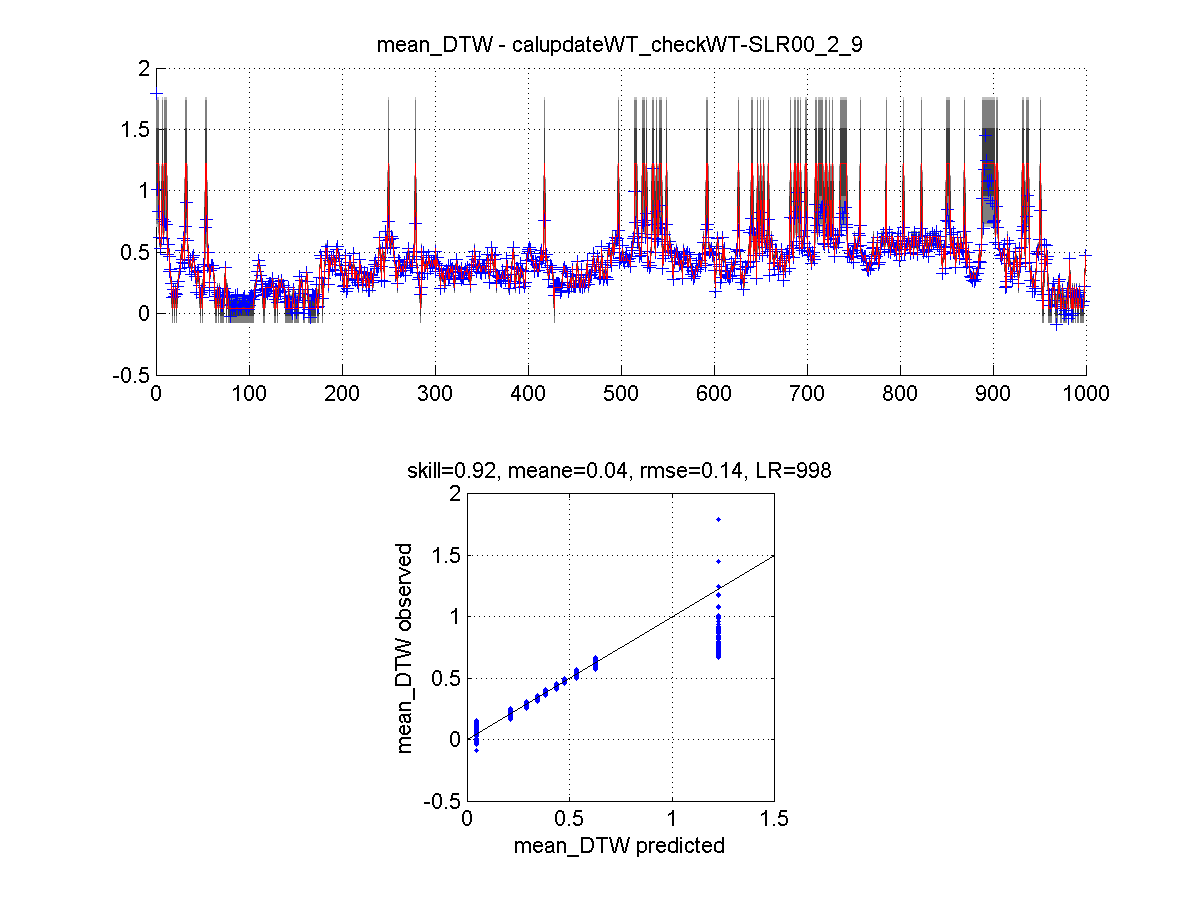 mean_DTW - calupdateWT_checkWT-SLR00_2_9
2
1.5
1
0.5
0
-0.5
0 100 200 300 400 500 600 700 800 900 1000
skill=0.92, meane=0.04, rmse=0.14, LR=998
2
1.5
1
0.5
0
-0.5
mean_DTW observed
0 0.5 1 1.5
mean_DTW predicted